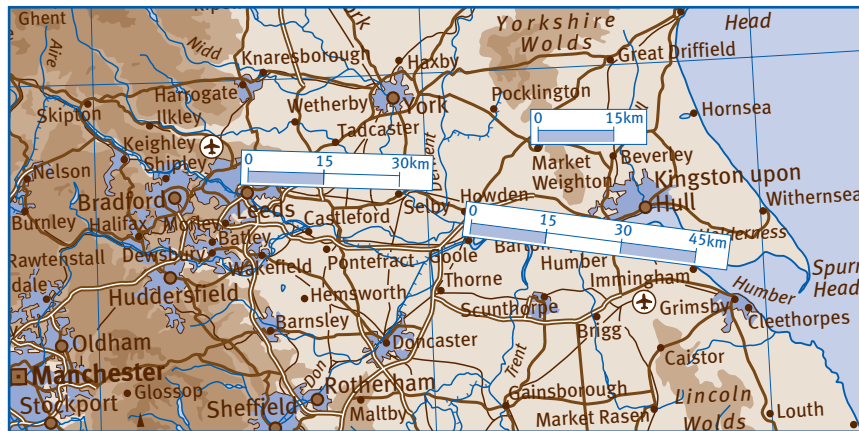 Ghent
Aire
Nidd
York
Yorkshire
Wolds
Head
Knaresborough
Haxby
Great Driffield
Harrogate
Skipton
Ilkley
Wetherby
York
Pocklington
Hornsea
Tadcaster
0 15km
Keighley
Shipley
0 15 30km
Market
Weighton
Beverley
Nelson
Kingston upon
Hull
Bradford
Leeds
Selby
Howden
Withernsea
Burnley
Halifax
Morley
Castleford
0 15 30 45km
Batley
Rawtenstall
Dewsbury
Wakefield
Pontefract
Goole
Humber
Spurn
Head
dale
Huddersfield
Hemsworth
Thorne
Immingham
Humber
Scunthorpe
Grimsby
Cleethorpes
Barnsley
Brigg
Oldham
Doncaster
Caistor
Trent
Don
Manchester
Glossop
Rotherham
Gainsborough
Lincoln
Wolds
Stockport
Sheffield
Maltby
Market Rasen
Louth